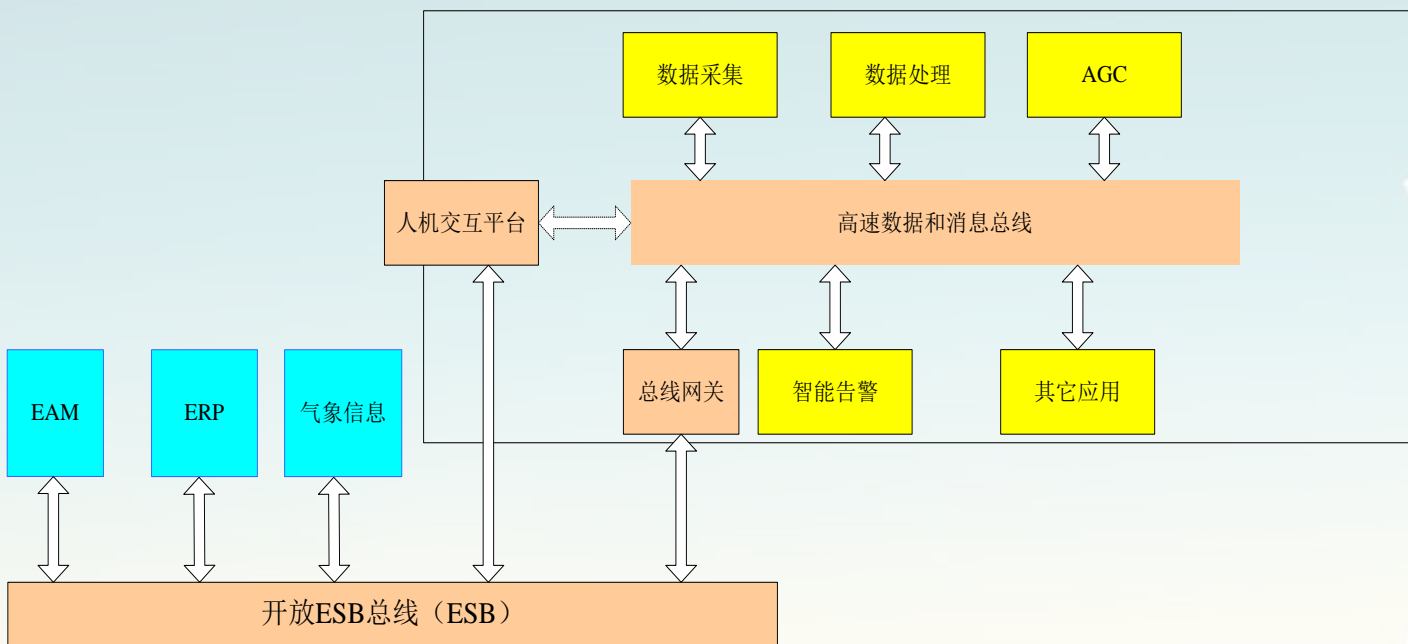 数据采集
数据处理
AGC
人机交互平台
高速数据和消息总线
总线网关
智能告警
其它应用
EAM
ERP
气象信息
开放ESB总线（ESB）